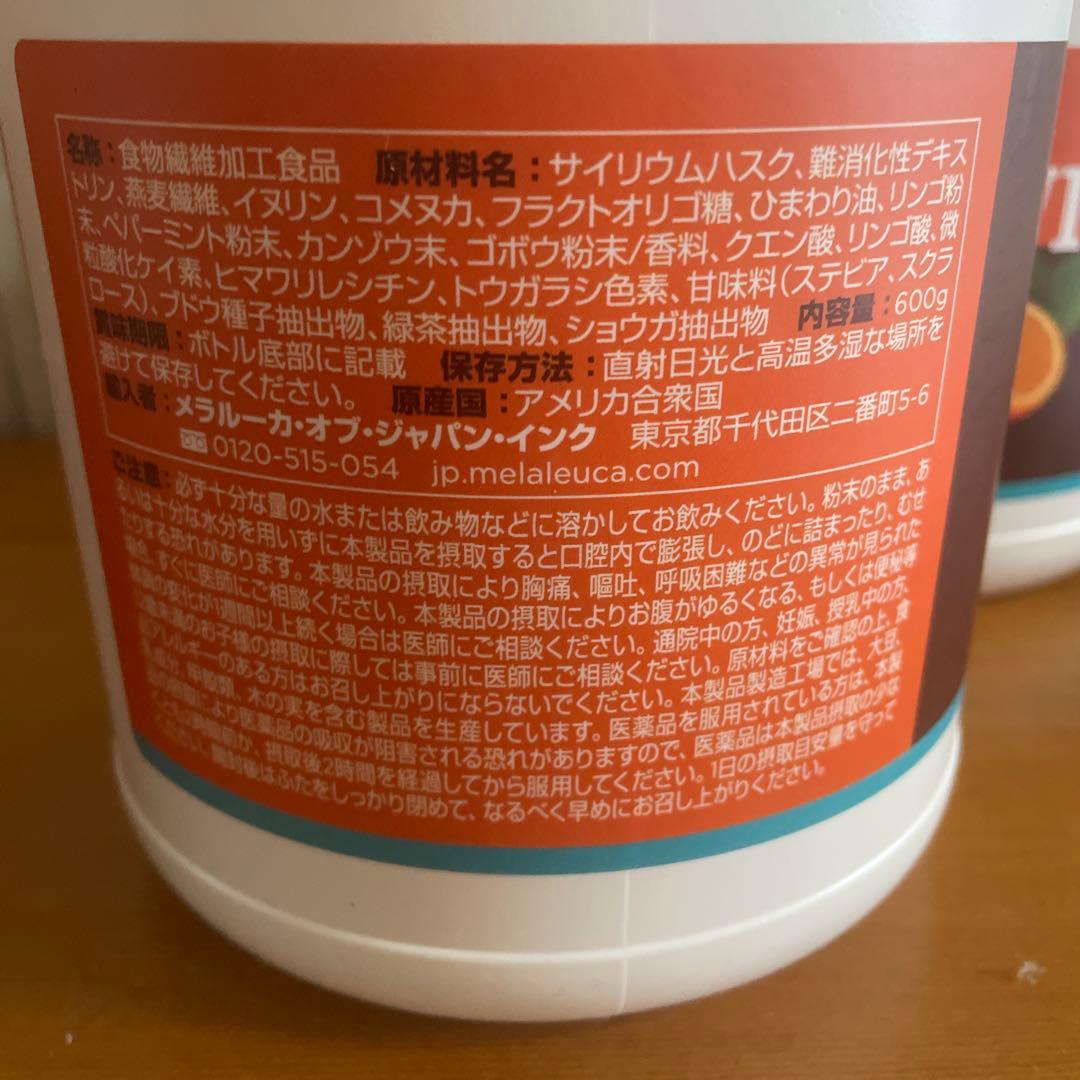 名称：食物繊維加工食品　原材料名：サイリウムハスク、難消化性デキス
トリン、燕麦繊維、イヌリン、コメヌカ、フラクトオリゴ糖、ひまわり油、リンゴ粉
末、ペパーミント粉末、カンゾウ末、ゴボウ粉末/香料、クエン酸、リンゴ酸、微
粒酸化ケイ素、ヒマワリレシチン、トウガラシ色素、甘味料(ステビア、スクラ
ロース)、ブドウ種子抽出物、緑茶抽出物、ショウガ抽出物　内容量：600g
賞味期限：ボトル底部に記載　保存方法：直射日光と高温多湿な場所を
避けて保存してください。　原産国：アメリカ合衆国
輸入者：メラルーカ・オブ・ジャパン・インク　東京都千代田区二番町5-6
0120-515-054　jp.melaleuca.com
ご注意：必ず十分な量の水または飲み物などに溶かしてお飲みください。粉末のまま、あ
るいは十分な水分を用いずに本製品を摂取すると口腔内で膨張し、のどに詰まったり、むせ
たりする恐れがあります。本製品の摂取により胸痛、嘔吐、呼吸困難などの異常が見られた
場合、すぐに医師にご相談ください。本製品の摂取によりお腹がゆるくなる、もしくは便秘等
の変化が1週間以上続く場合は医師にご相談ください。通院中の方、妊娠、授乳中の方、
のお子様の摂取に際しては事前に医師にご相談ください。原材料をご確認の上、食
アレルギーのある方はお召し上がりにならないでください。本製品製造工場では、大豆、
木の実を含む製品を生産しています。医薬品を服用されている方は、本製
により医薬品の吸収が阻害される恐れがありますので、医薬品は本製品摂取の少な
摂取後2時間を経過してから服用してください。1日の摂取目安量を守って
開封後はふたをしっかり閉めて、なるべく早めにお召し上がりください。